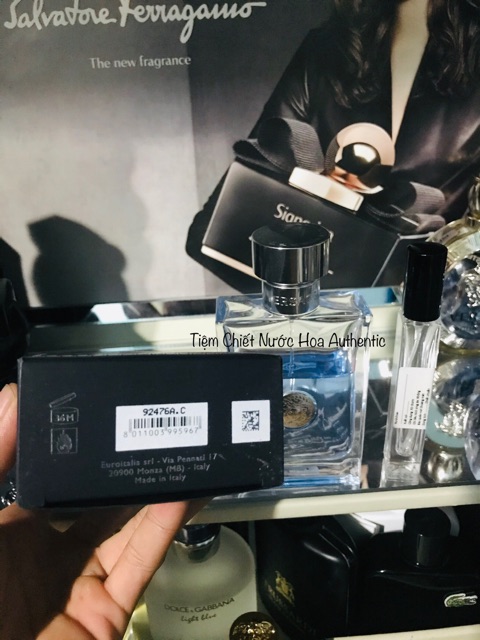 Salvatore Ferragamo
The new fragrance
Tiệm Chiết Nước Hoa Authentic
36M
92476A.C
8 011003 995967
Euroitalia srl - Via Pennati 17
20900 Monza (MB) - Italy
Made in Italy
DOLCE & GABBANA
light blue